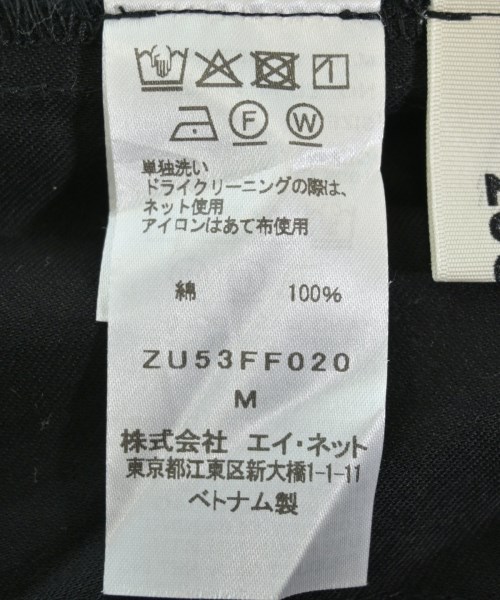 F W
単独洗い
ドライクリーニングの際は、
ネット使用
アイロンはあて布使用
綿 100%
ZU53FF020
M
株式会社 エイ・ネット
東京都江東区新大橋1-1-11
ベトナム製